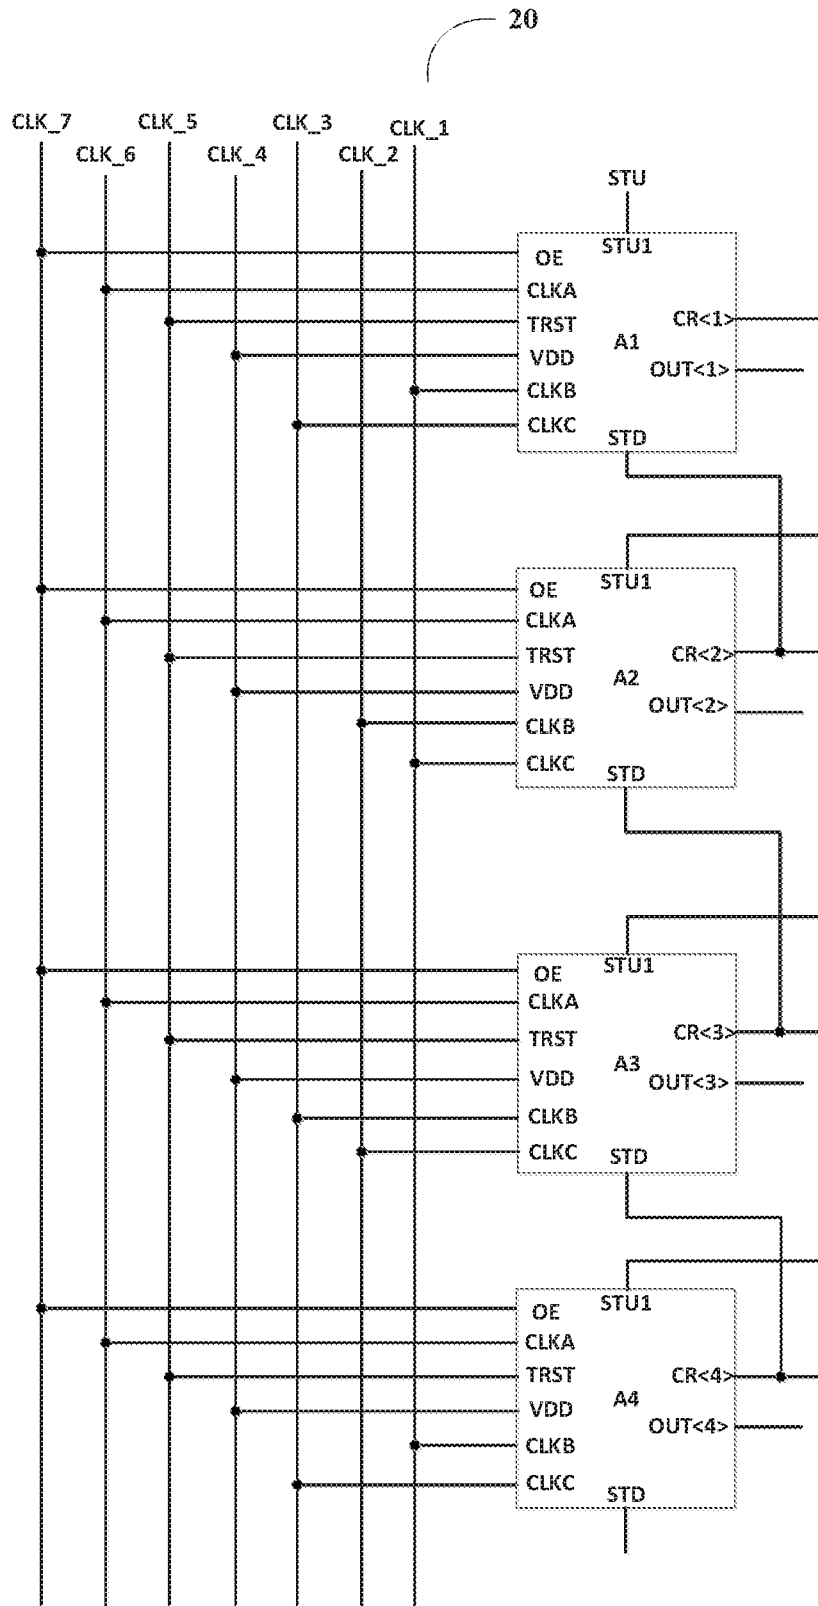 20
CLK_7
CLK_5
CLK_3
CLK_1
CLK_6
CLK_4
CLK_2
STU
STU1
OE
CLKA
TRST
VDD
CLKB
CLKC
A1
CR<1>
OUT<1>
STD
STU1
OE
CLKA
TRST
VDD
CLKB
CLKC
A2
CR<2>
OUT<2>
STD
STU1
OE
CLKA
TRST
VDD
CLKB
CLKC
A3
CR<3>
OUT<3>
STD
STU1
OE
CLKA
TRST
VDD
CLKB
CLKC
A4
CR<4>
OUT<4>
STD